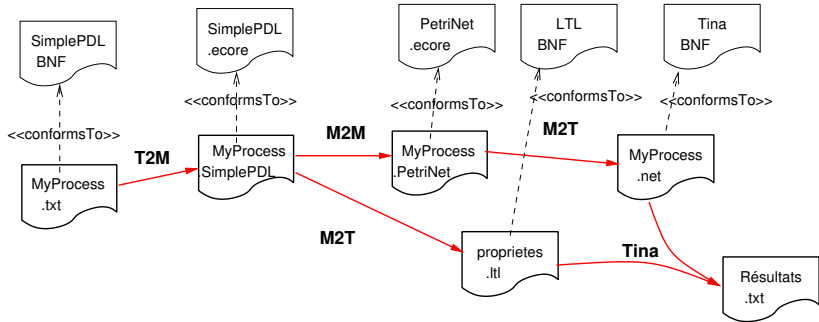 SimplePDL
BNF
SimplePDL
.ecore
PetriNet
.ecore
LTL
BNF
Tina
BNF
<<conformsTo>>
<<conformsTo>>
<<conformsTo>>
<<conformsTo>>
<<conformsTo>>
T2M
M2M
M2T
MyProcess
.txt
MyProcess
.SimplePDL
MyProcess
.PetriNet
MyProcess
.net
M2T
proprietes
.ltl
Tina
Résultats
.txt